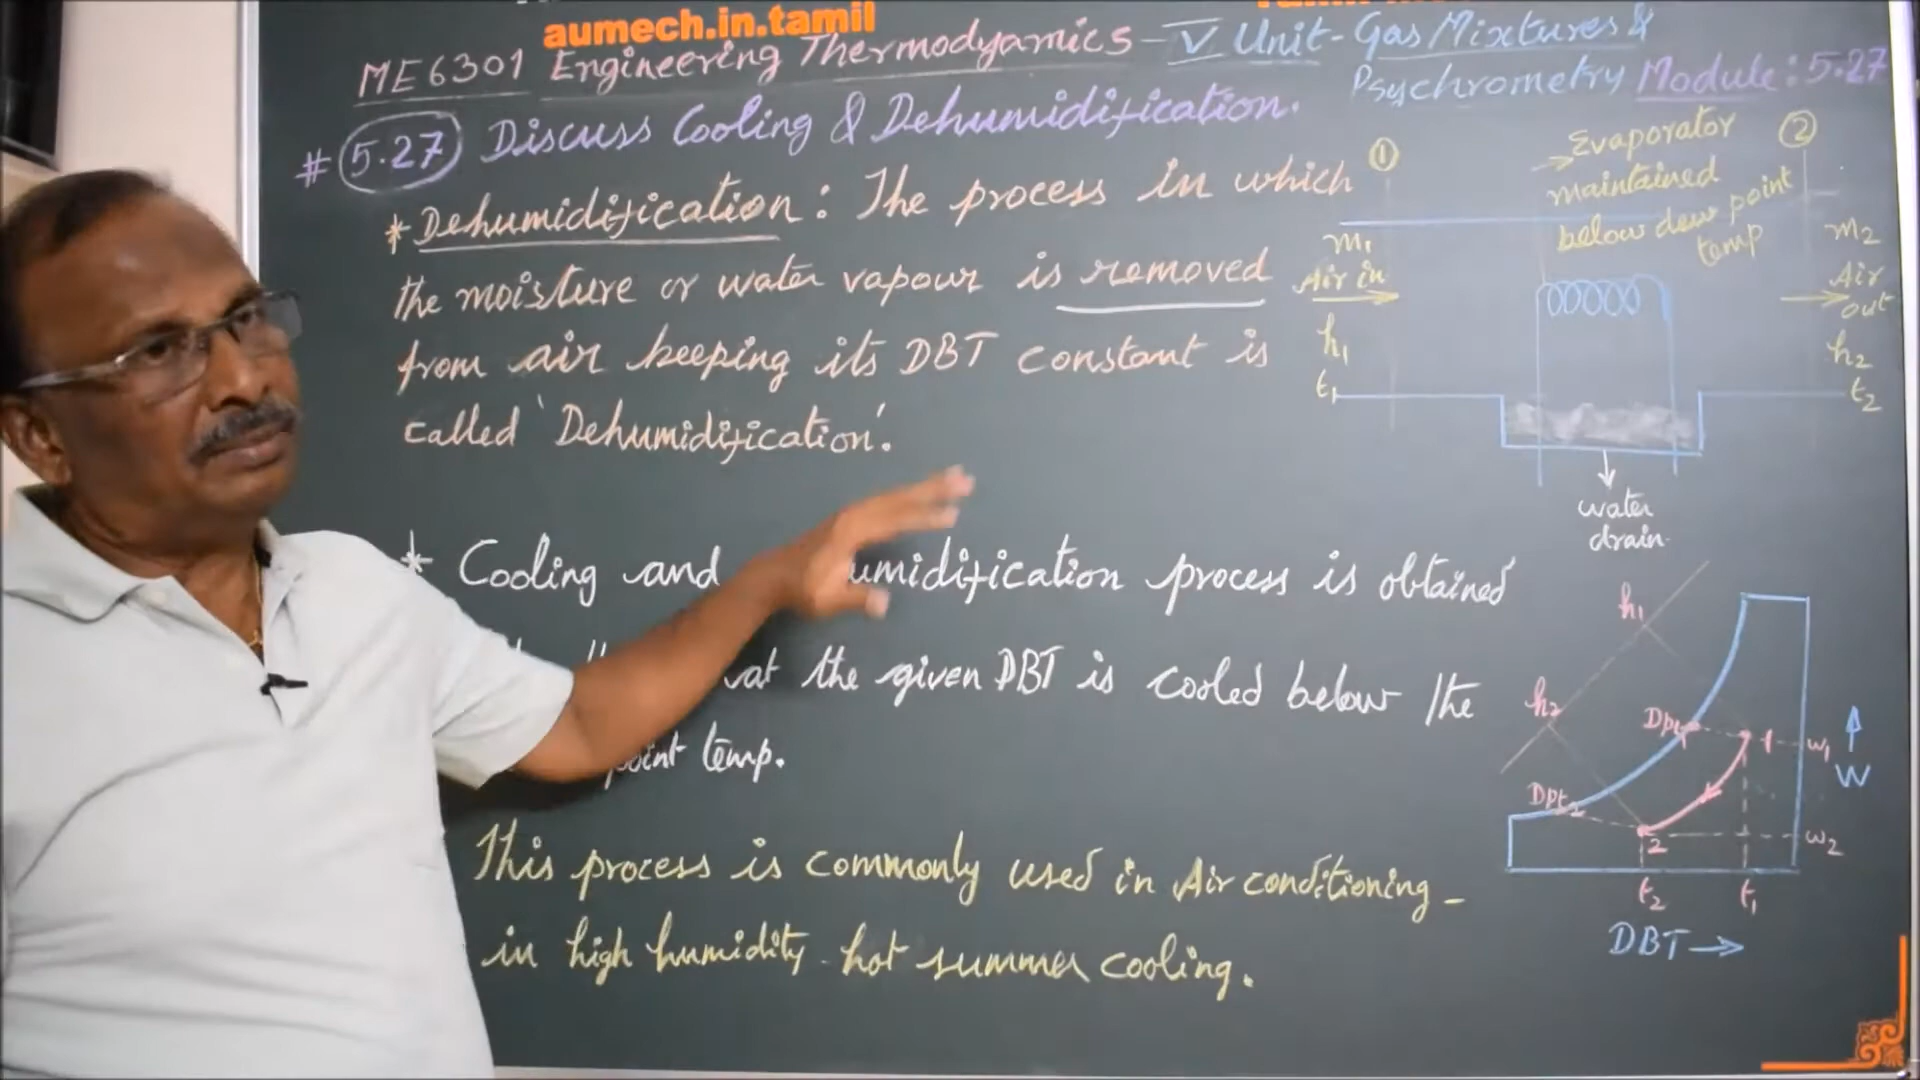 aumech.in.tamil
ME6301 Engineering Thermodyamics - V Unit - Gas Mixtures &
Psychrometry Module: 5.27
# 5.27 Discuss Cooling & Dehumidification.
* Dehumidification: The process in which
the moisture or water vapour is removed
from air keeping its DBT constant is
called 'Dehumidification'.
* Cooling and umidification process is obtained
at the given DBT is cooled below the
point temp.
This process is commonly used in Air conditioning -
in high humidity - hot summer cooling.
1
→ Evaporator
maintained
below dew point
temp
2
m1
Air in
h1
t1
m2
Air
out
h2
t2
water
drain.
h1
h2
Dpt1
1
w1
W
Dpt2
2
w2
t2
t1
DBT →